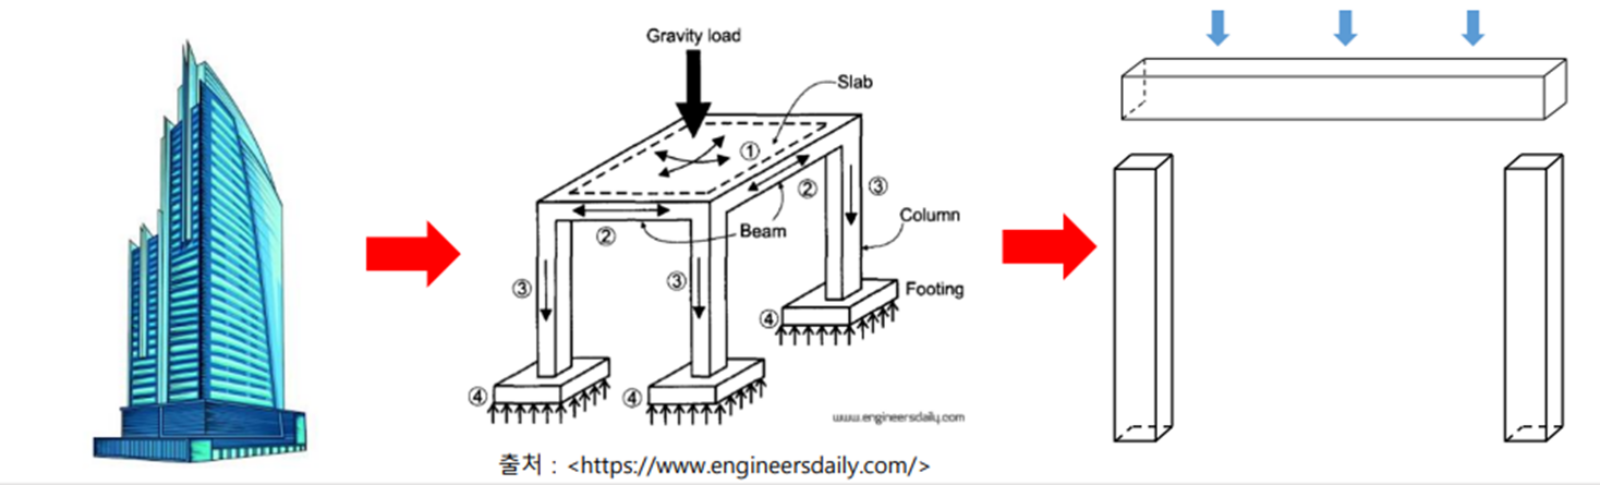 Gravity load
Slab
①
②
③
②
Beam
Column
③
③
Footing
④
④
④
www.engineersdaily.com
출처 : <https://www.engineersdaily.com/>